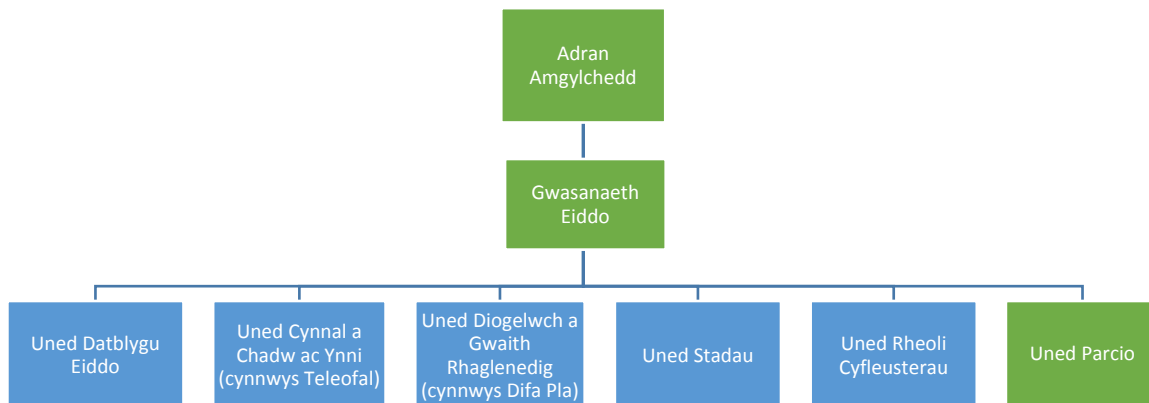 Adran
Amgylchedd
Gwasanaeth
Eiddo
Uned Datblygu
Eiddo
Uned Cynnal a
Chadw ac Ynni
(cynnwys Teleofal)
Uned Diogelwch a
Gwaith
Rhaglenedig
(cynnwys Difa Pla)
Uned Stadau
Uned Rheoli
Cyfleusterau
Uned Parcio